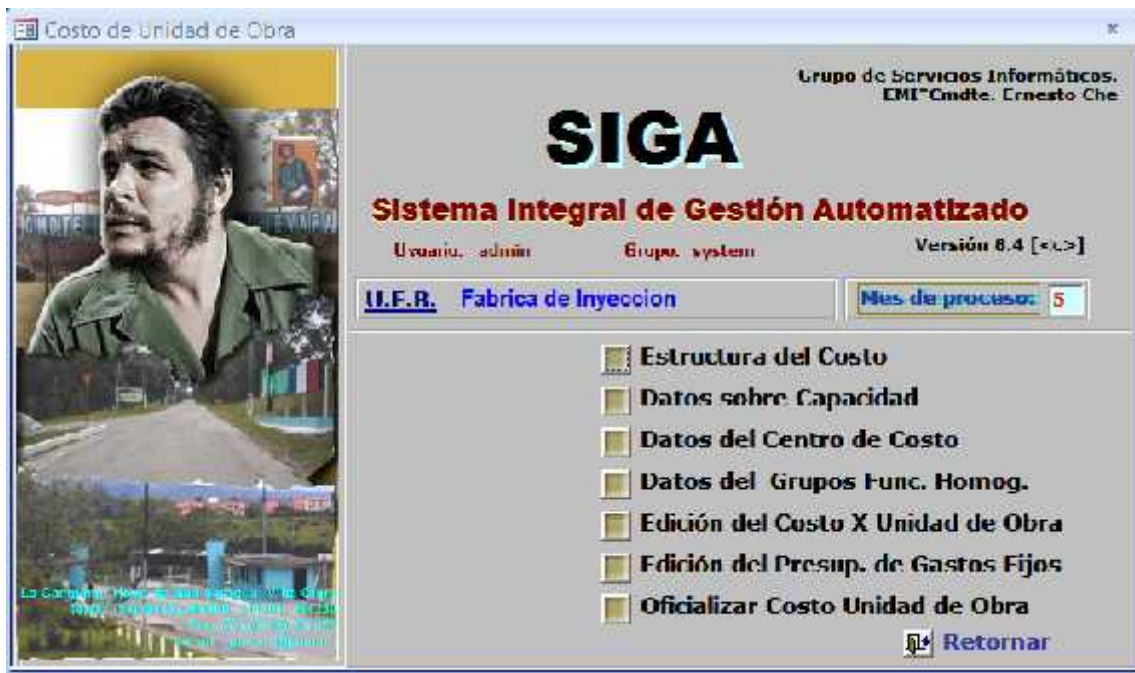 Costo de Unidad de Obra
Grupo de Servicios Informáticos.
EMI"Cmdte. Ernesto Che
SIGA
Sistema Integral de Gestión Automatizado
Usuario. admin Grupo. system Versión 8.4
U.F.R. Fabrica de Inyeccion Mes de proceso: 5
Estructura del Costo
Datos sobre Capacidad
Datos del Centro de Costo
Datos del Grupos Func. Homog.
Edición del Costo X Unidad de Obra
Edición del Presup. de Gastos Fijos
Oficializar Costo Unidad de Obra
Retornar